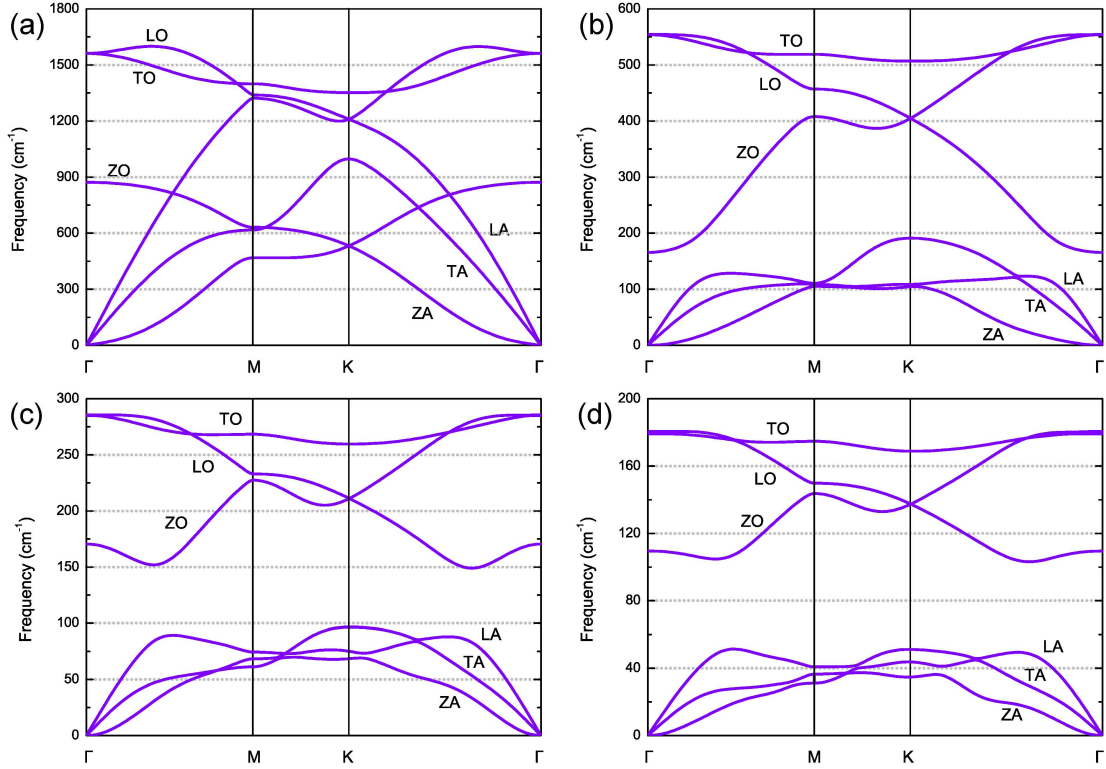 (a)
1800
1500
1200
900
600
300
0
Frequency (cm⁻¹)
LO
TO
ZO
LA
TA
ZA
Γ M K Γ
(b)
600
500
400
300
200
100
0
Frequency (cm⁻¹)
TO
LO
ZO
LA
TA
ZA
Γ M K Γ
(c)
300
250
200
150
100
50
0
Frequency (cm⁻¹)
TO
LO
ZO
LA
TA
ZA
Γ M K Γ
(d)
200
160
120
80
40
0
Frequency (cm⁻¹)
TO
LO
ZO
LA
TA
ZA
Γ M K Γ